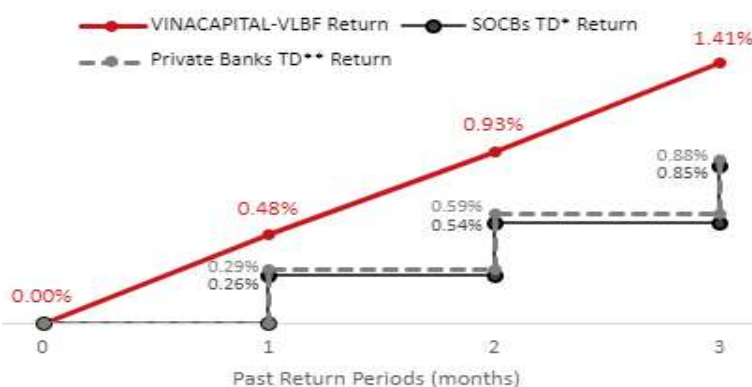 VINACAPITAL-VLBF Return SOCBs TD* Return
Private Banks TD** Return
1.41%
0.93%
0.88%
0.85%
0.48%
0.59%
0.54%
0.29%
0.26%
0.00%
0 1 2 3
Past Return Periods (months)